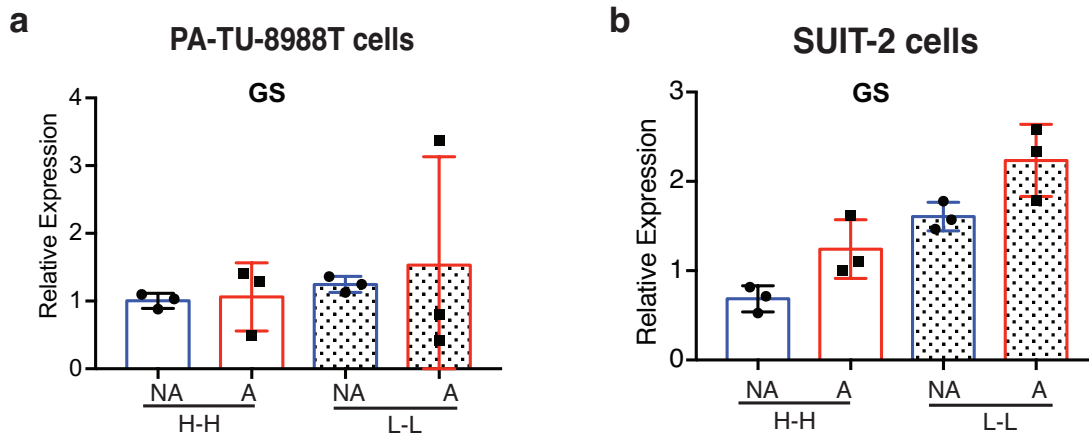 a
PA-TU-8988T cells
GS
Relative Expression
4
3
2
1
0
NA A NA A
H-H L-L
b
SUIT-2 cells
GS
Relative Expression
3
2
1
0
NA A NA A
H-H L-L